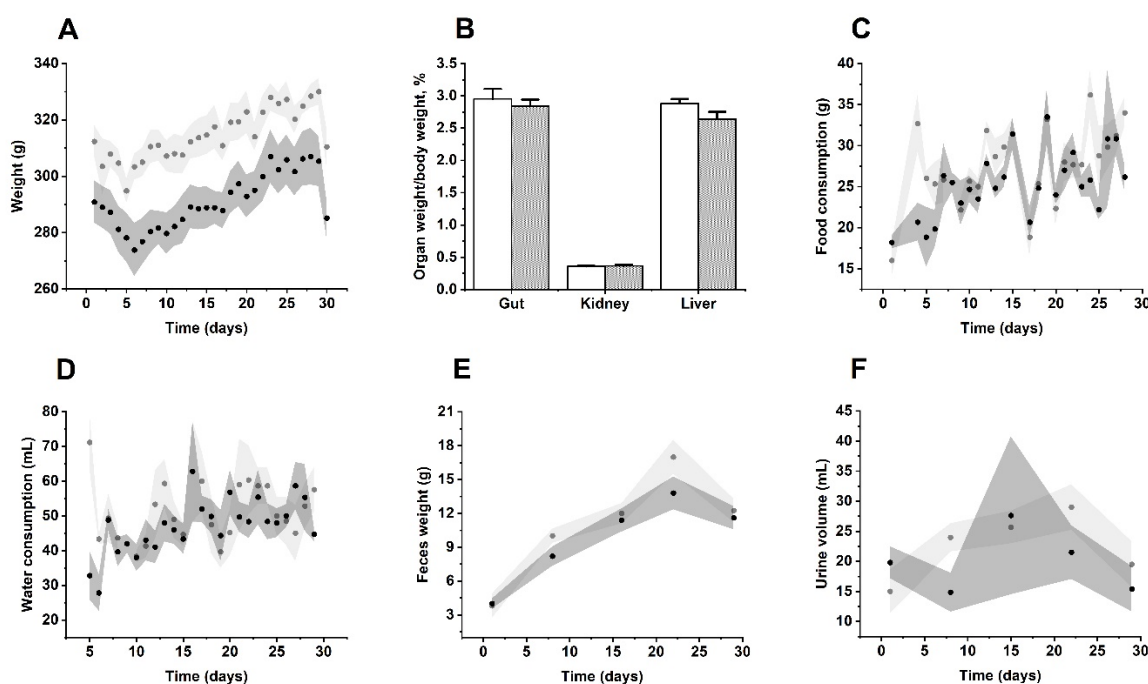 A
Weight (g)
340
320
300
280
260
0 5 10 15 20 25 30
Time (days)
B
Organ weight/body weight, %
3.5
3.0
2.5
2.0
1.5
1.0
0.5
0.0
Gut Kidney Liver
C
Food consumption (g)
40
35
30
25
20
15
0 5 10 15 20 25 30
Time (days)
D
Water consumption (mL)
80
70
60
50
40
30
20
5 10 15 20 25 30
Time (days)
E
Feces weight (g)
21
18
15
12
9
6
3
0 5 10 15 20 25 30
Time (days)
F
Urine volume (mL)
45
40
35
30
25
20
15
10
0 5 10 15 20 25 30
Time (days)